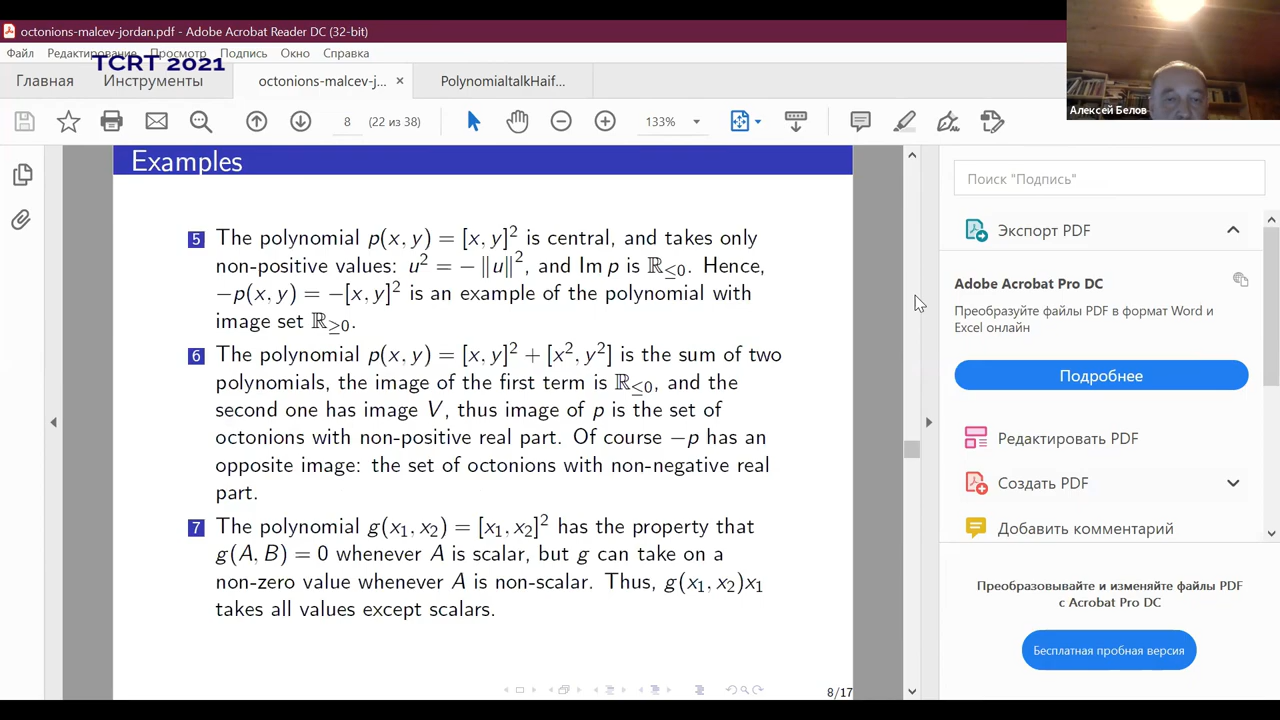 octonions-malcev-jordan.pdf - Adobe Acrobat Reader DC (32-bit)
Файл Редактирование Просмотр Подпись Окно Справка
TCRT 2021
Главная Инструменты octonions-malcev-j... × PolynomialtalkHaif...
Алексей Белов
8 (22 из 38) 133%
Examples
5 The polynomial p(x, y) = [x, y]² is central, and takes only
non-positive values: u² = − ‖u‖², and Im p is ℝ≤0. Hence,
−p(x, y) = −[x, y]² is an example of the polynomial with
image set ℝ≥0.
6 The polynomial p(x, y) = [x, y]² + [x², y²] is the sum of two
polynomials, the image of the first term is ℝ≤0, and the
second one has image V, thus image of p is the set of
octonions with non-positive real part. Of course −p has an
opposite image: the set of octonions with non-negative real
part.
7 The polynomial g(x₁, x₂) = [x₁, x₂]² has the property that
g(A, B) = 0 whenever A is scalar, but g can take on a
non-zero value whenever A is non-scalar. Thus, g(x₁, x₂)x₁
takes all values except scalars.
8/17
Поиск "Подпись"
Экспорт PDF
Adobe Acrobat Pro DC
Преобразуйте файлы PDF в формат Word и
Excel онлайн
Подробнее
Редактировать PDF
Создать PDF
Добавить комментарий
Преобразовывайте и изменяйте файлы PDF
с Acrobat Pro DC
Бесплатная пробная версия